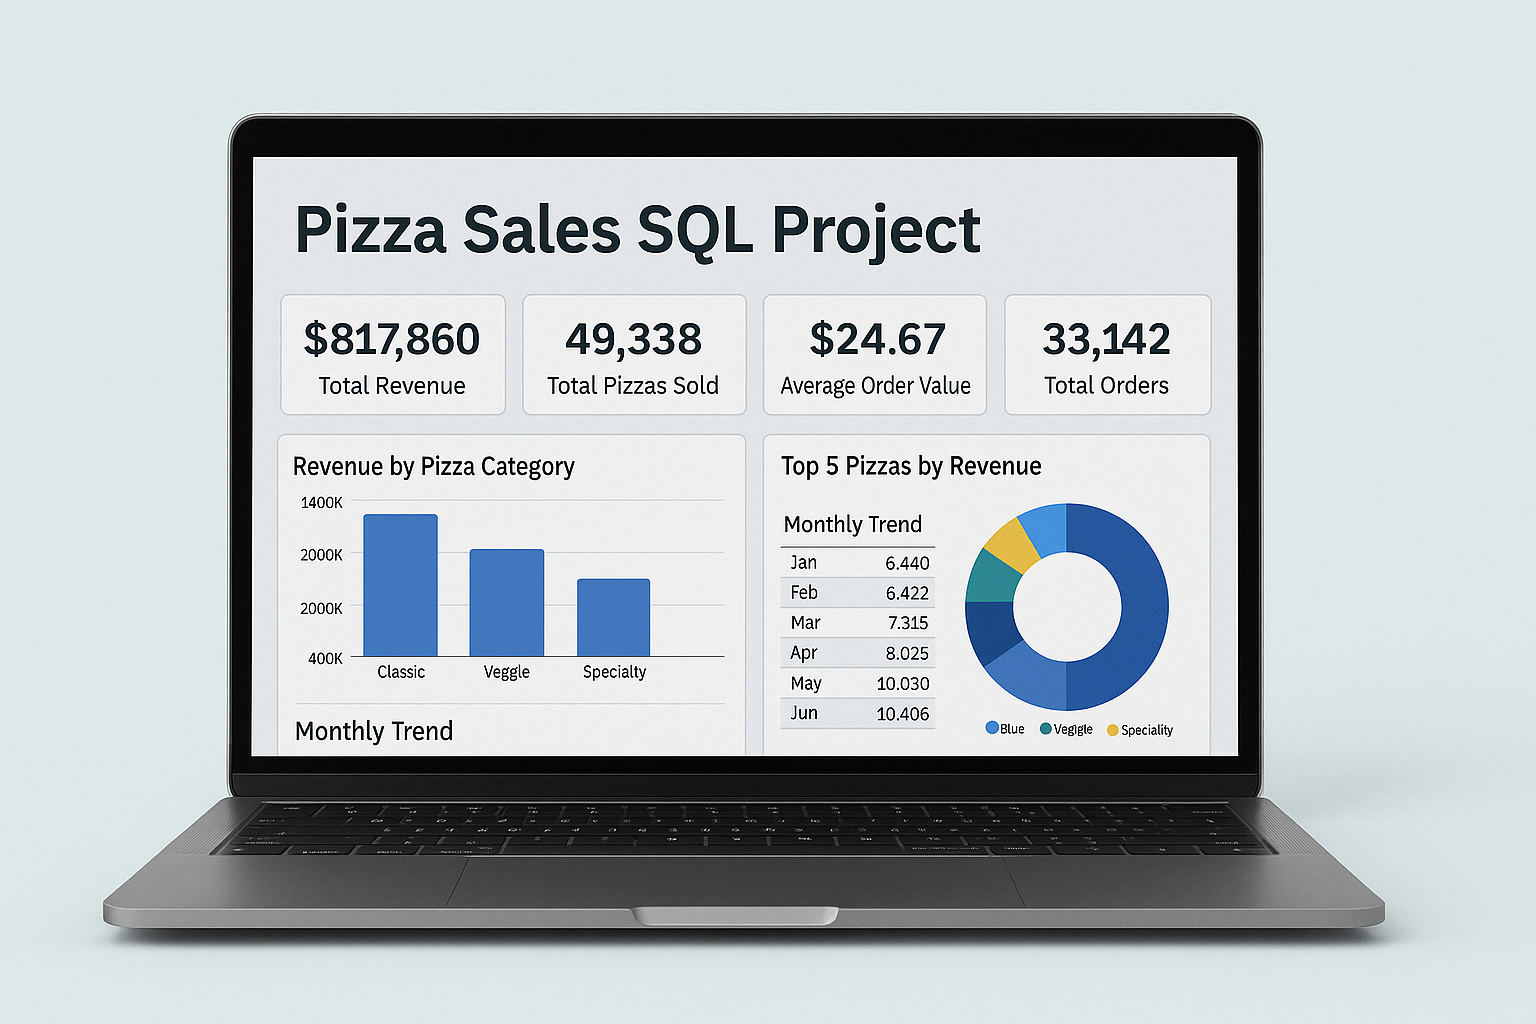 Pizza Sales SQL Project
$817,860
Total Revenue
49,338
Total Pizzas Sold
$24.67
Average Order Value
33,142
Total Orders
Revenue by Pizza Category
1400K
2000K
2000K
400K
Classic
Veggle
Specialty
Monthly Trend
Top 5 Pizzas by Revenue
Monthly Trend
Jan 6.440
Feb 6.422
Mar 7.315
Apr 8.025
May 10.030
Jun 10.406
Blue
Vegigle
Speciality